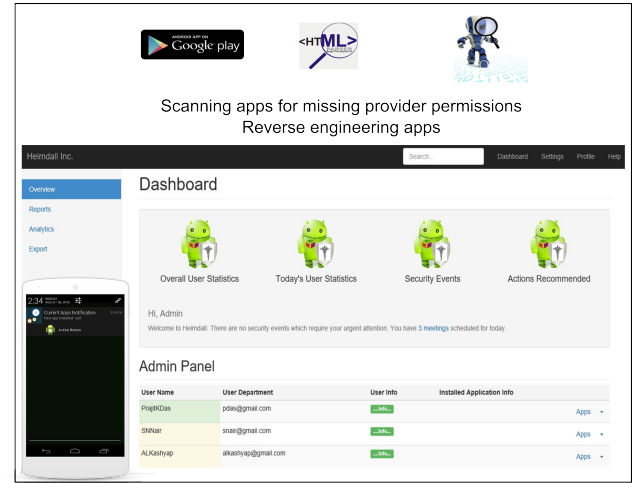 ANDROID APP ON
Google play
<HTML>
PARSER
Scanning apps for missing provider permissions
Reverse engineering apps
Heimdall Inc.
Search...
Dashboard Settings Profile Help
Overview
Reports
Analytics
Export
Dashboard
Overall User Statistics Today's User Statistics Security Events Actions Recommended
Hi, Admin
Welcome to Heimdall. There are no security events which require your urgent attention. You have 3 meetings scheduled for today.
2:34
Current Apps Notification 2:34 PM
New app installed: null
Action Button
Admin Panel
User Name User Department User Info Installed Application Info
PrajitKDas pdas@gmail.com ...Info... Apps
SNNair snair@gmail.com ...Info... Apps
ALKashyap alkashyap@gmail.com ...Info... Apps